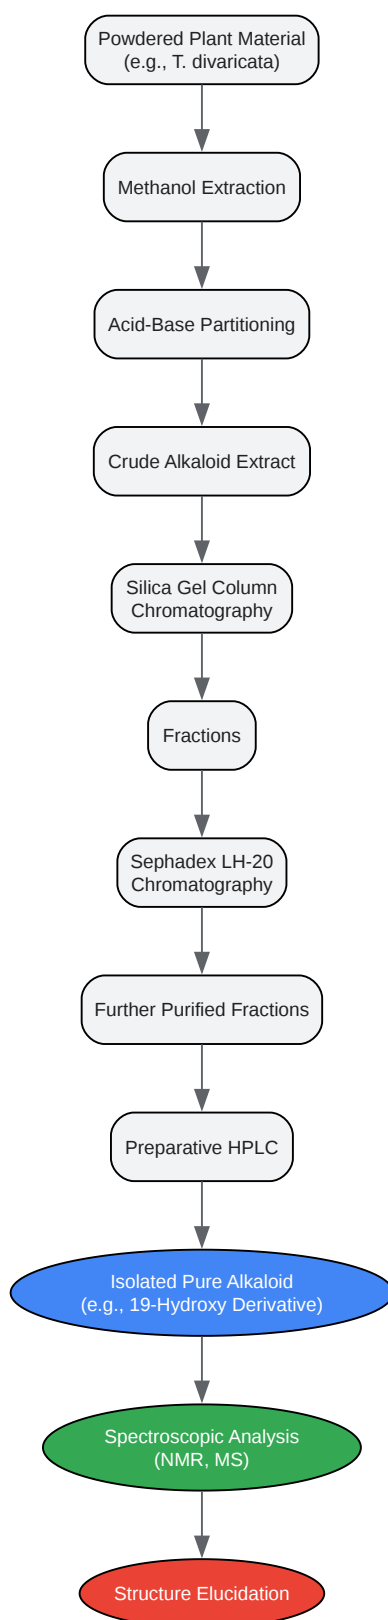 Powdered Plant Material
(e.g., T. divaricata)
Methanol Extraction
Acid-Base Partitioning
Crude Alkaloid Extract
Silica Gel Column
Chromatography
Fractions
Sephadex LH-20
Chromatography
Further Purified Fractions
Preparative HPLC
Isolated Pure Alkaloid
(e.g., 19-Hydroxy Derivative)
Spectroscopic Analysis
(NMR, MS)
Structure Elucidation